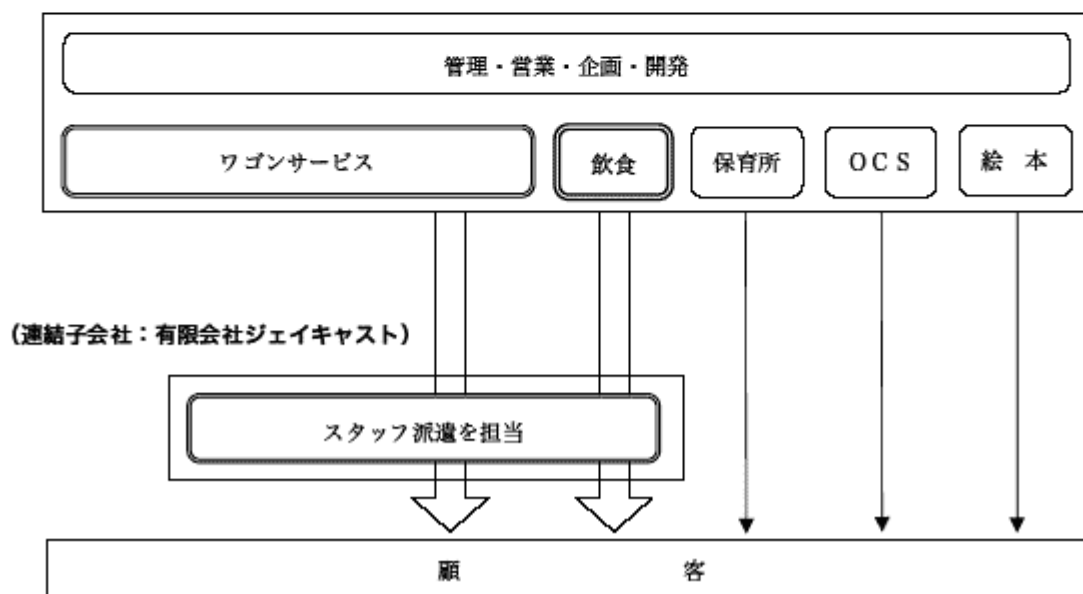 管理・営業・企画・開発
ワゴンサービス
飲食
保育所
ＯＣＳ
絵　本
（連結子会社：有限会社ジェイキャスト）
スタッフ派遣を担当
顧　客